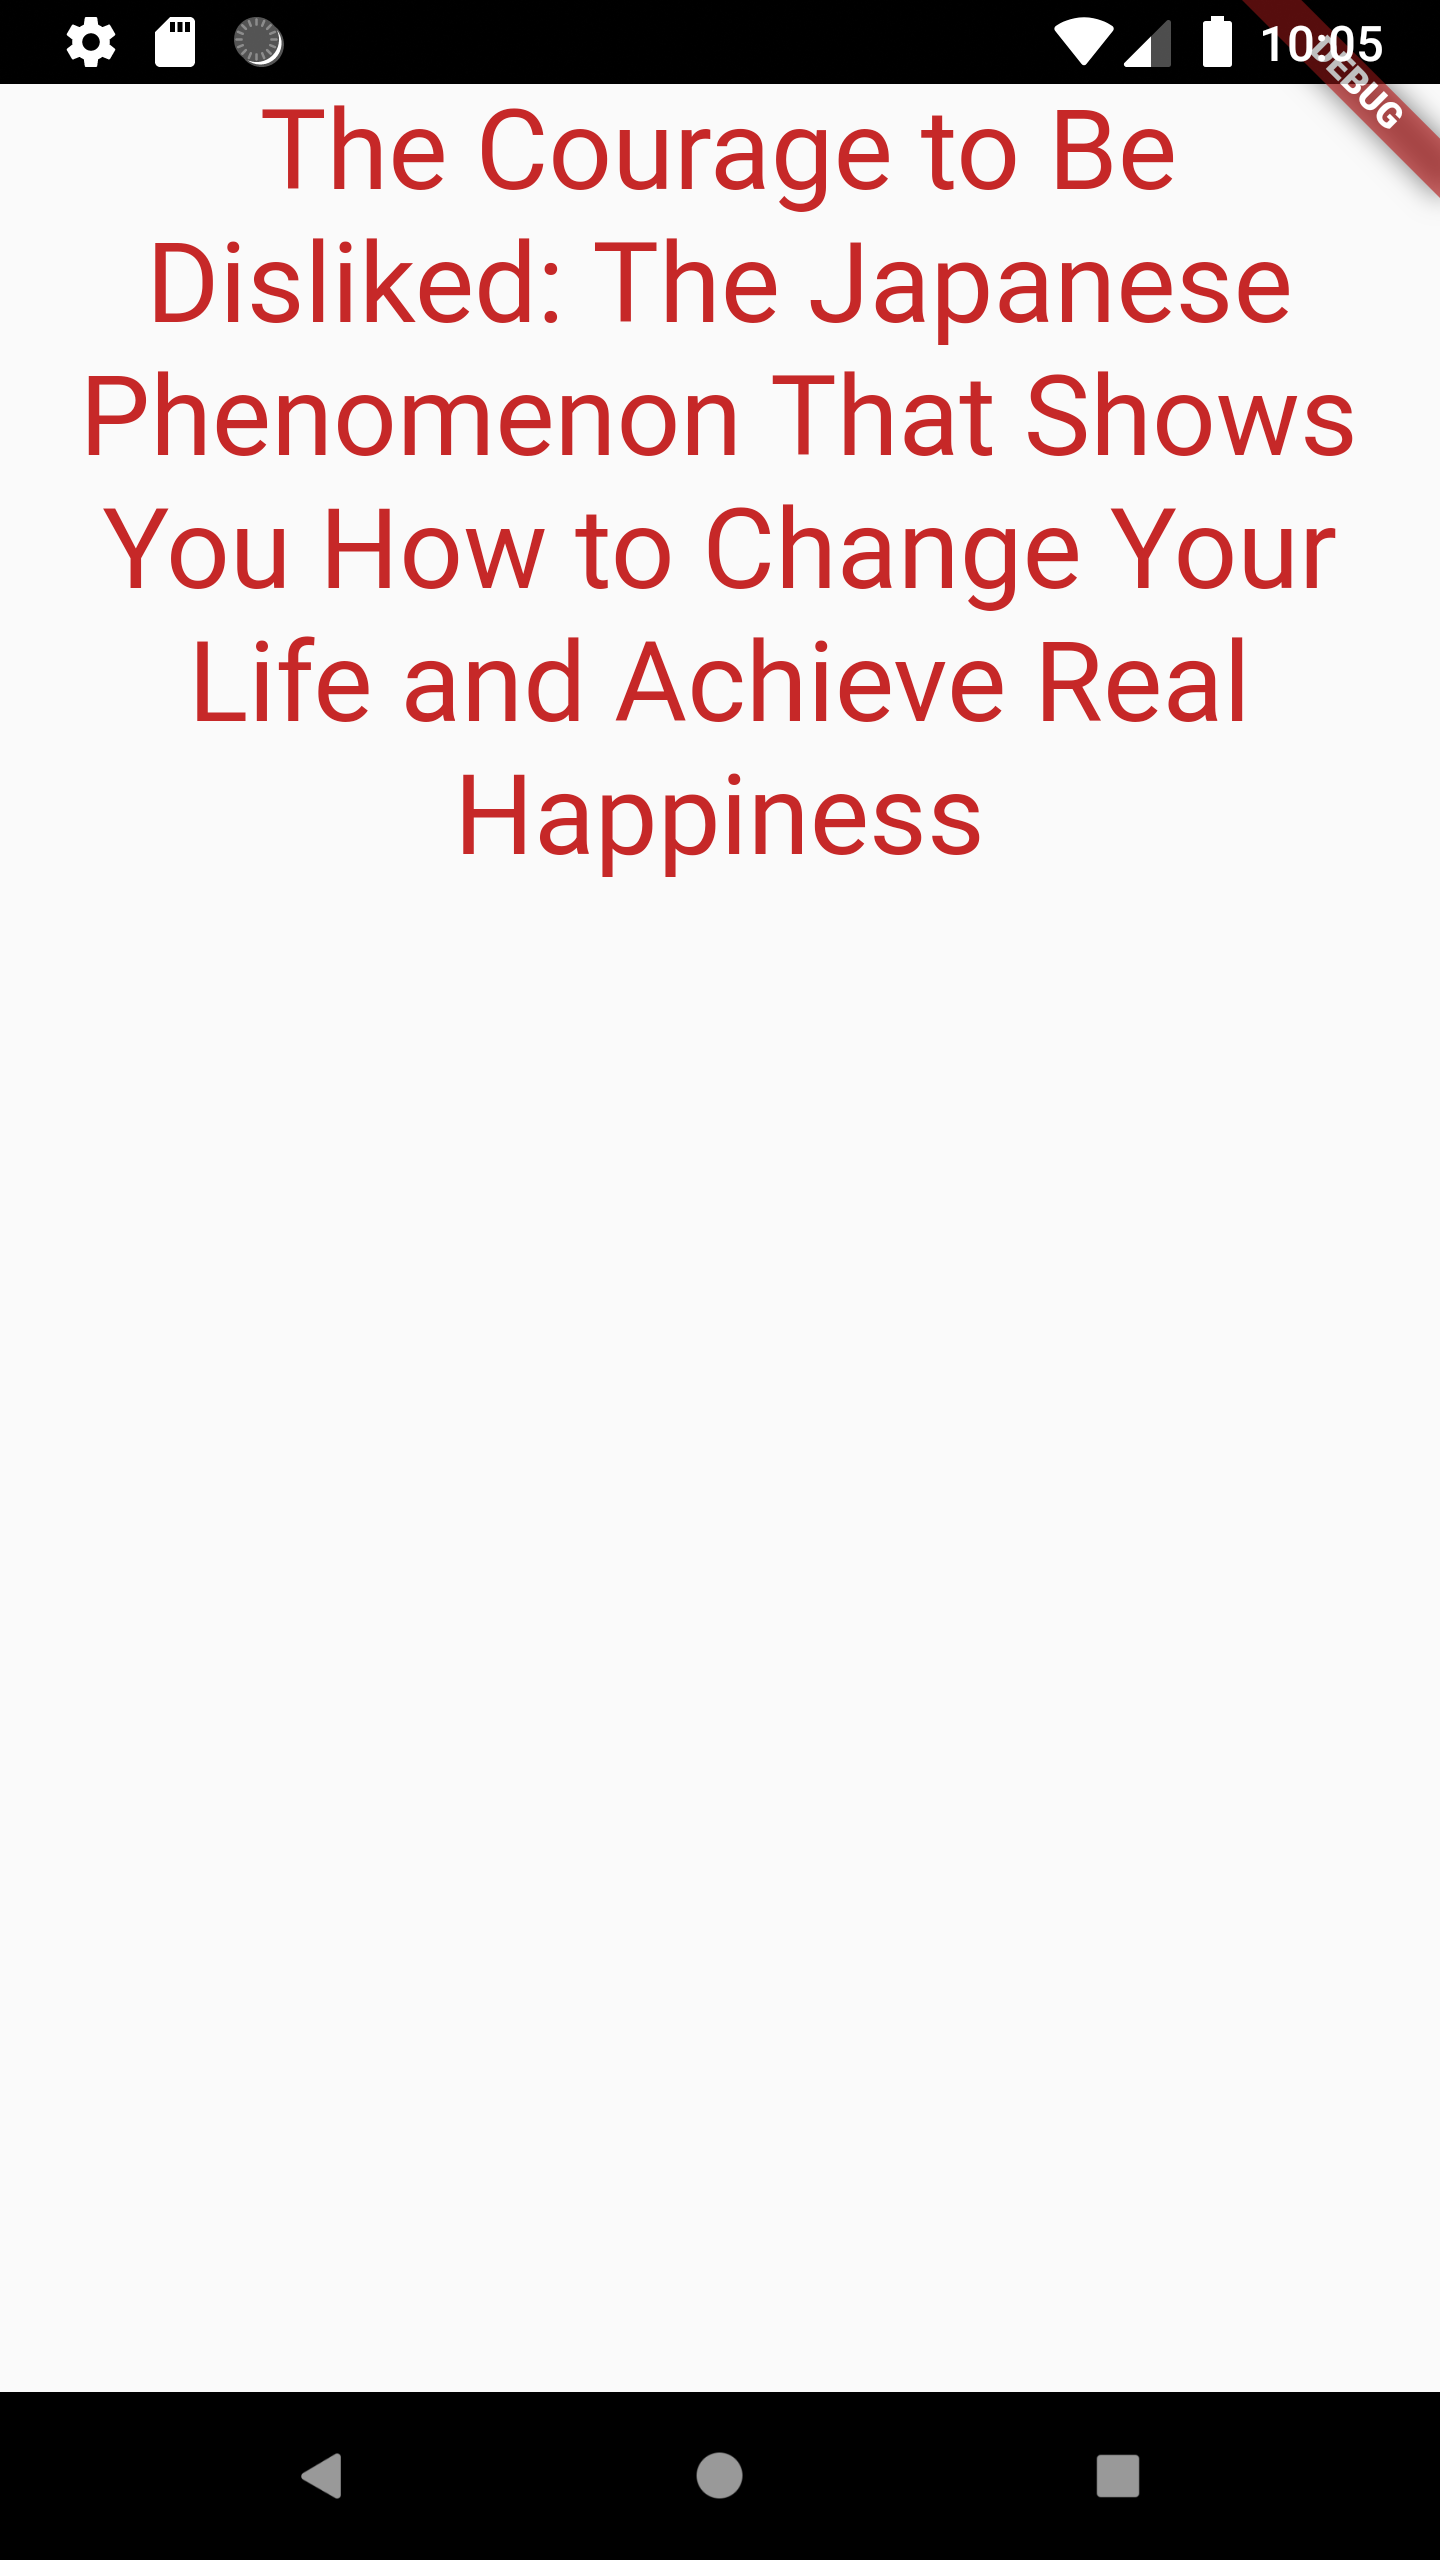 10:05
DEBUG
The Courage to Be
Disliked: The Japanese
Phenomenon That Shows
You How to Change Your
Life and Achieve Real
Happiness